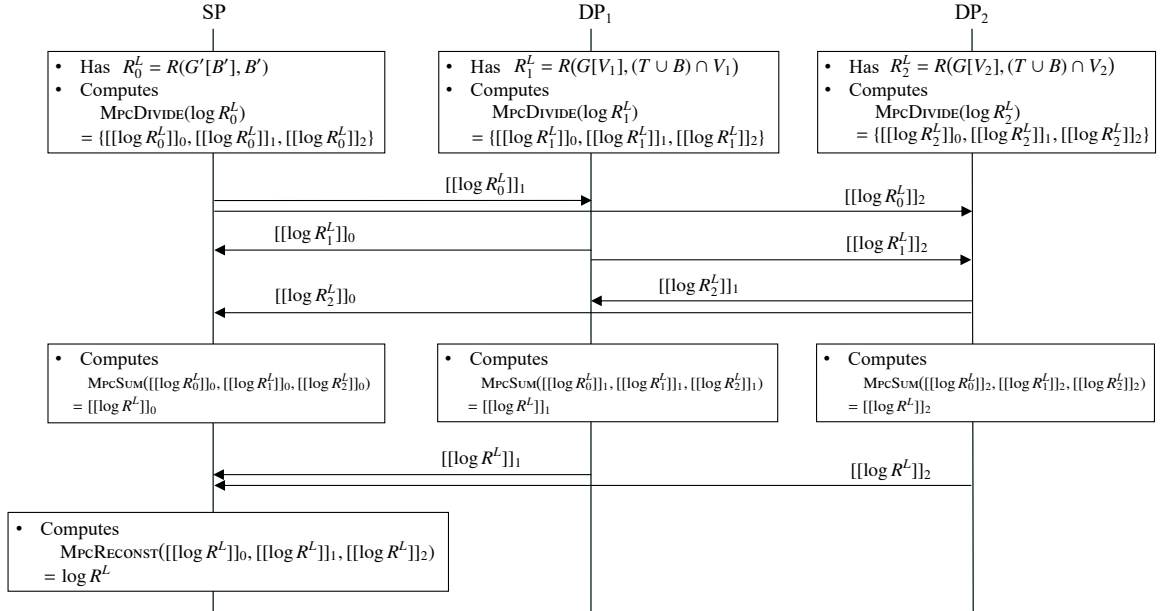 SP DP₁ DP₂
• Has R₀ᴸ = R(G′[B′], B′)
• Computes
MpcDivide(log R₀ᴸ)
= {[[log R₀ᴸ]]₀, [[log R₀ᴸ]]₁, [[log R₀ᴸ]]₂}
• Has R₁ᴸ = R(G[V₁], (T ∪ B) ∩ V₁)
• Computes
MpcDivide(log R₁ᴸ)
= {[[log R₁ᴸ]]₀, [[log R₁ᴸ]]₁, [[log R₁ᴸ]]₂}
• Has R₂ᴸ = R(G[V₂], (T ∪ B) ∩ V₂)
• Computes
MpcDivide(log R₂ᴸ)
= {[[log R₂ᴸ]]₀, [[log R₂ᴸ]]₁, [[log R₂ᴸ]]₂}
[[log R₀ᴸ]]₁
[[log R₀ᴸ]]₂
[[log R₁ᴸ]]₀
[[log R₁ᴸ]]₂
[[log R₂ᴸ]]₁
[[log R₂ᴸ]]₀
• Computes
MpcSum([[log R₀ᴸ]]₀, [[log R₁ᴸ]]₀, [[log R₂ᴸ]]₀)
= [[log Rᴸ]]₀
• Computes
MpcSum([[log R₀ᴸ]]₁, [[log R₁ᴸ]]₁, [[log R₂ᴸ]]₁)
= [[log Rᴸ]]₁
• Computes
MpcSum([[log R₀ᴸ]]₂, [[log R₁ᴸ]]₂, [[log R₂ᴸ]]₂)
= [[log Rᴸ]]₂
[[log Rᴸ]]₁
[[log Rᴸ]]₂
• Computes
MpcReconst([[log Rᴸ]]₀, [[log Rᴸ]]₁, [[log Rᴸ]]₂)
= log Rᴸ